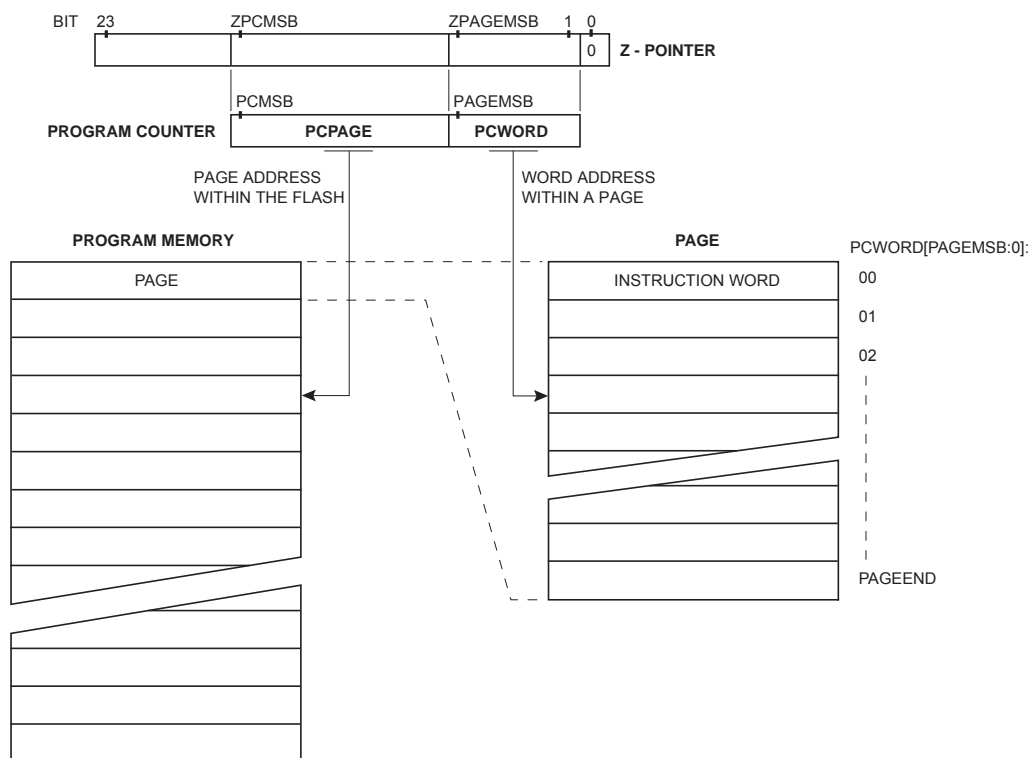 BIT 23 ZPCMSB ZPAGEMSB 1 0
0 Z - POINTER
PCMSB PAGEMSB
PROGRAM COUNTER PCPAGE PCWORD
PAGE ADDRESS
WITHIN THE FLASH
WORD ADDRESS
WITHIN A PAGE
PROGRAM MEMORY
PAGE
PAGE
PCWORD[PAGEMSB:0]:
INSTRUCTION WORD
00
01
02
PAGEEND